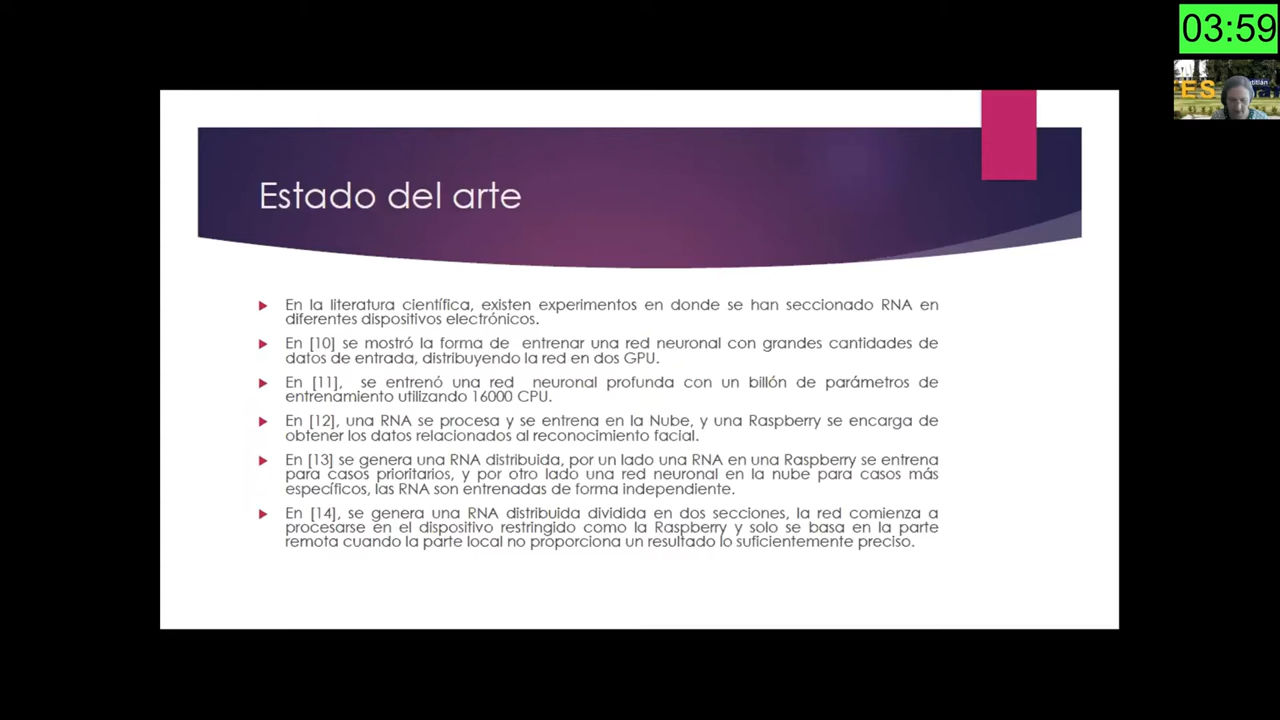 03:59
ES
Estado del arte
En la literatura científica, existen experimentos en donde se han seccionado RNA en
diferentes dispositivos electrónicos.
En [10] se mostró la forma de entrenar una red neuronal con grandes cantidades de
datos de entrada, distribuyendo la red en dos GPU.
En [11], se entrenó una red neuronal profunda con un billón de parámetros de
entrenamiento utilizando 16000 CPU.
En [12], una RNA se procesa y se entrena en la Nube, y una Raspberry se encarga de
obtener los datos relacionados al reconocimiento facial.
En [13] se genera una RNA distribuida, por un lado una RNA en una Raspberry se entrena
para casos prioritarios, y por otro lado una red neuronal en la nube para casos más
específicos, las RNA son entrenadas de forma independiente.
En [14], se genera una RNA distribuida dividida en dos secciones, la red comienza a
procesarse en el dispositivo restringido como la Raspberry y solo se basa en la parte
remota cuando la parte local no proporciona un resultado lo suficientemente preciso.